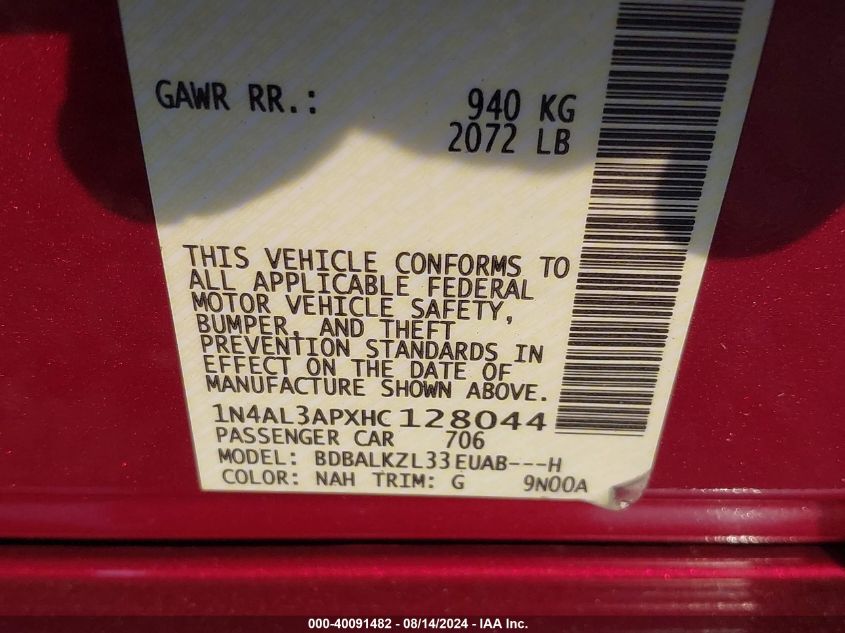 GAWR RR.: 940 KG
2072 LB
THIS VEHICLE CONFORMS TO
ALL APPLICABLE FEDERAL
MOTOR VEHICLE SAFETY,
BUMPER, AND THEFT
PREVENTION STANDARDS IN
EFFECT ON THE DATE OF
MANUFACTURE SHOWN ABOVE.
1N4AL3APXHC128044
PASSENGER CAR 706
MODEL: BDBALKZL33EUAB---H
COLOR: NAH TRIM: G 9N00A
000-40091482 - 08/14/2024 - IAA Inc.